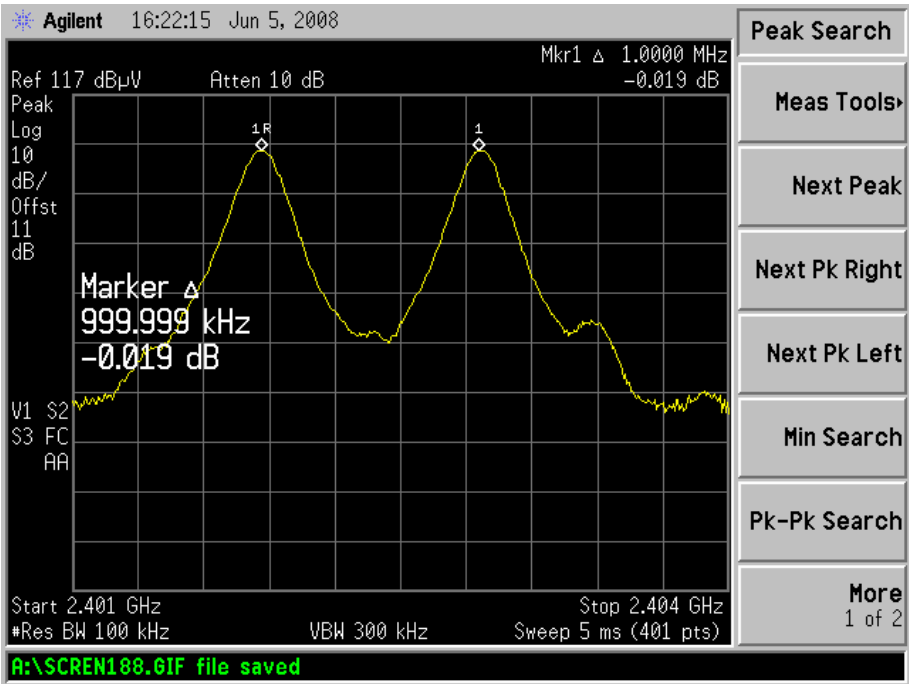 Agilent 16:22:15 Jun 5, 2008
Peak Search
Mkr1 Δ 1.0000 MHz
Ref 117 dBµV Atten 10 dB -0.019 dB
Peak
Log
10
dB/
Offst
11
dB
1R
1
Marker Δ
999.999 kHz
-0.019 dB
V1 S2
S3 FC
AA
Start 2.401 GHz Stop 2.404 GHz
#Res BW 100 kHz VBW 300 kHz Sweep 5 ms (401 pts)
A:\SCREN188.GIF file saved
Meas Tools
Next Peak
Next Pk Right
Next Pk Left
Min Search
Pk-Pk Search
More
1 of 2